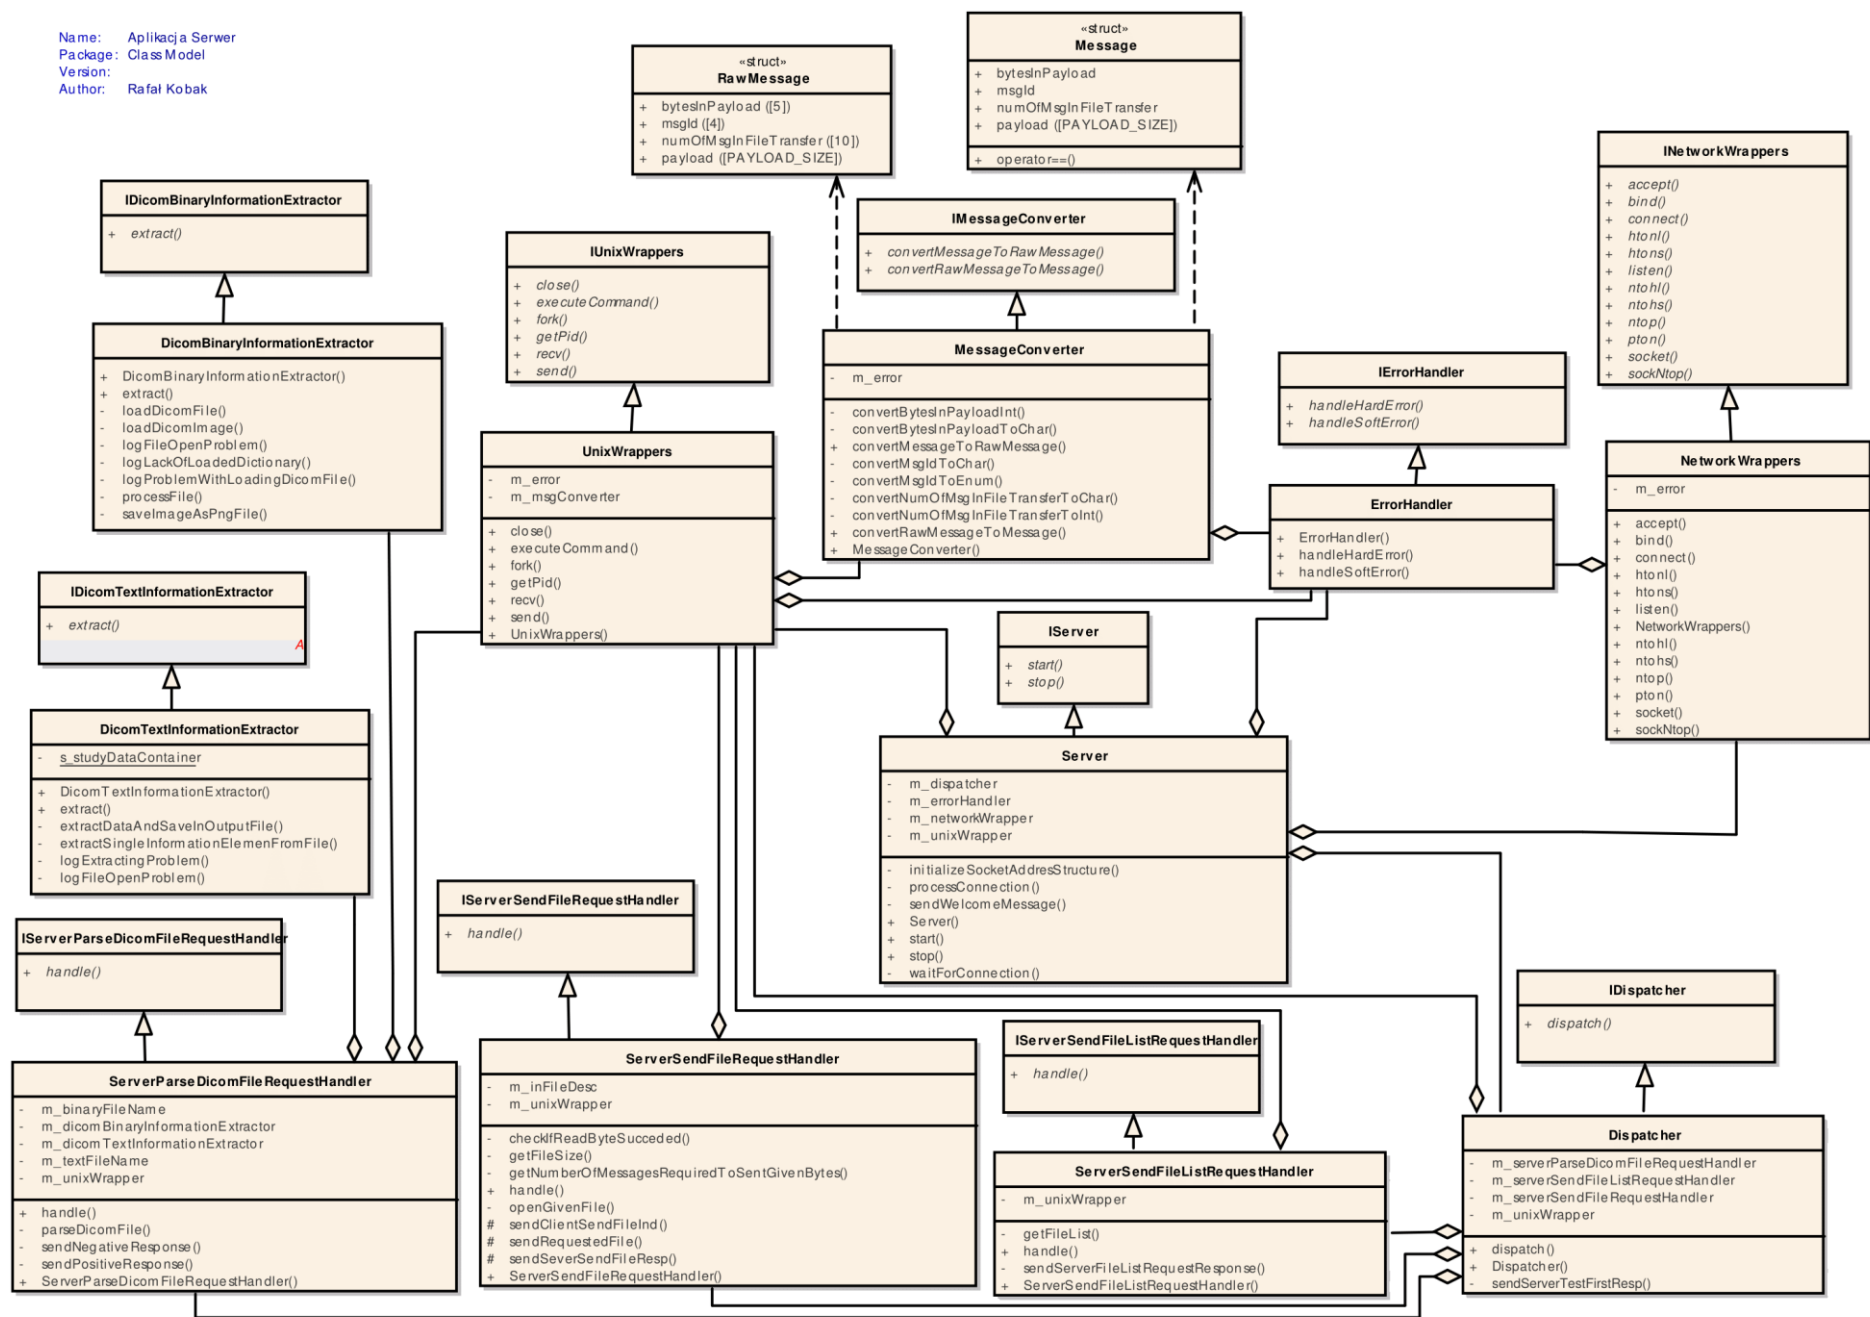 Name: Aplikacja Serwer
Package: Class Model
Version:
Author: Rafał Kobak
«struct»
RawMessage
+ bytesInPayload ([5])
+ msgId ([4])
+ numOfMsgInFileTransfer ([10])
+ payload ([PAYLOAD_SIZE])
«struct»
Message
+ bytesInPayload
+ msgId
+ numOfMsgInFileTransfer
+ payload ([PAYLOAD_SIZE])
+ operator==()
INetworkWrappers
+ accept()
+ bind()
+ connect()
+ htonl()
+ htons()
+ listen()
+ ntohl()
+ ntohs()
+ ntop()
+ pton()
+ socket()
+ sockNtop()
IDicomBinaryInformationExtractor
+ extract()
IUnixWrappers
+ close()
+ executeCommand()
+ fork()
+ getPid()
+ recv()
+ send()
IMessageConverter
+ convertMessageToRawMessage()
+ convertRawMessageToMessage()
DicomBinaryInformationExtractor
+ DicomBinaryInformationExtractor()
+ extract()
- loadDicomFile()
- loadDicomImage()
- logFileOpenProblem()
- logLackOfLoadedDictionary()
- logProblemWithLoadingDicomFile()
- processFile()
- saveImageAsPngFile()
MessageConverter
- m_error
- convertBytesInPayloadInt()
- convertBytesInPayloadToChar()
+ convertMessageToRawMessage()
- convertMsgIdToChar()
- convertMsgIdToEnum()
- convertNumOfMsgInFileTransferToChar()
- convertNumOfMsgInFileTransferToInt()
+ convertRawMessageToMessage()
+ MessageConverter()
IErrorHandler
+ handleHardError()
+ handleSoftError()
UnixWrappers
- m_error
- m_msgConverter
+ close()
+ executeCommand()
+ fork()
+ getPid()
+ recv()
+ send()
+ UnixWrappers()
ErrorHandler
+ ErrorHandler()
+ handleHardError()
+ handleSoftError()
NetworkWrappers
- m_error
+ accept()
+ bind()
+ connect()
+ htonl()
+ htons()
+ listen()
+ NetworkWrappers()
+ ntohl()
+ ntohs()
+ ntop()
+ pton()
+ socket()
+ sockNtop()
IDicomTextInformationExtractor
+ extract()
A
IServer
+ start()
+ stop()
DicomTextInformationExtractor
- s_studyDataContainer
+ DicomTextInformationExtractor()
+ extract()
- extractDataAndSaveInOutputFile()
- extractSingleInformationElemenFromFile()
- logExtractingProblem()
- logFileOpenProblem()
Server
- m_dispatcher
- m_errorHandler
- m_networkWrapper
- m_unixWrapper
- initializeSocketAddresStructure()
- processConnection()
- sendWelcomeMessage()
+ Server()
+ start()
+ stop()
- waitForConnection()
IServerSendFileRequestHandler
+ handle()
IServerParseDicomFileRequestHandler
+ handle()
IDispatcher
+ dispatch()
IServerSendFileListRequestHandler
+ handle()
ServerParseDicomFileRequestHandler
- m_binaryFileName
- m_dicomBinaryInformationExtractor
- m_dicomTextInformationExtractor
- m_textFileName
- m_unixWrapper
+ handle()
- parseDicomFile()
- sendNegativeResponse()
- sendPositiveResponse()
+ ServerParseDicomFileRequestHandler()
ServerSendFileRequestHandler
- m_inFileDesc
- m_unixWrapper
- checkIfReadByteSucceded()
- getFileSize()
- getNumberOfMessagesRequiredToSentGivenBytes()
+ handle()
- openGivenFile()
# sendClientSendFileInd()
# sendRequestedFile()
# sendSeverSendFileResp()
+ ServerSendFileRequestHandler()
ServerSendFileListRequestHandler
- m_unixWrapper
- getFileList()
+ handle()
- sendServerFileListRequestResponse()
+ ServerSendFileListRequestHandler()
Dispatcher
- m_serverParseDicomFileRequestHandler
- m_serverSendFileListRequestHandler
- m_serverSendFileRequestHandler
- m_unixWrapper
+ dispatch()
+ Dispatcher()
- sendServerTestFirstResp()